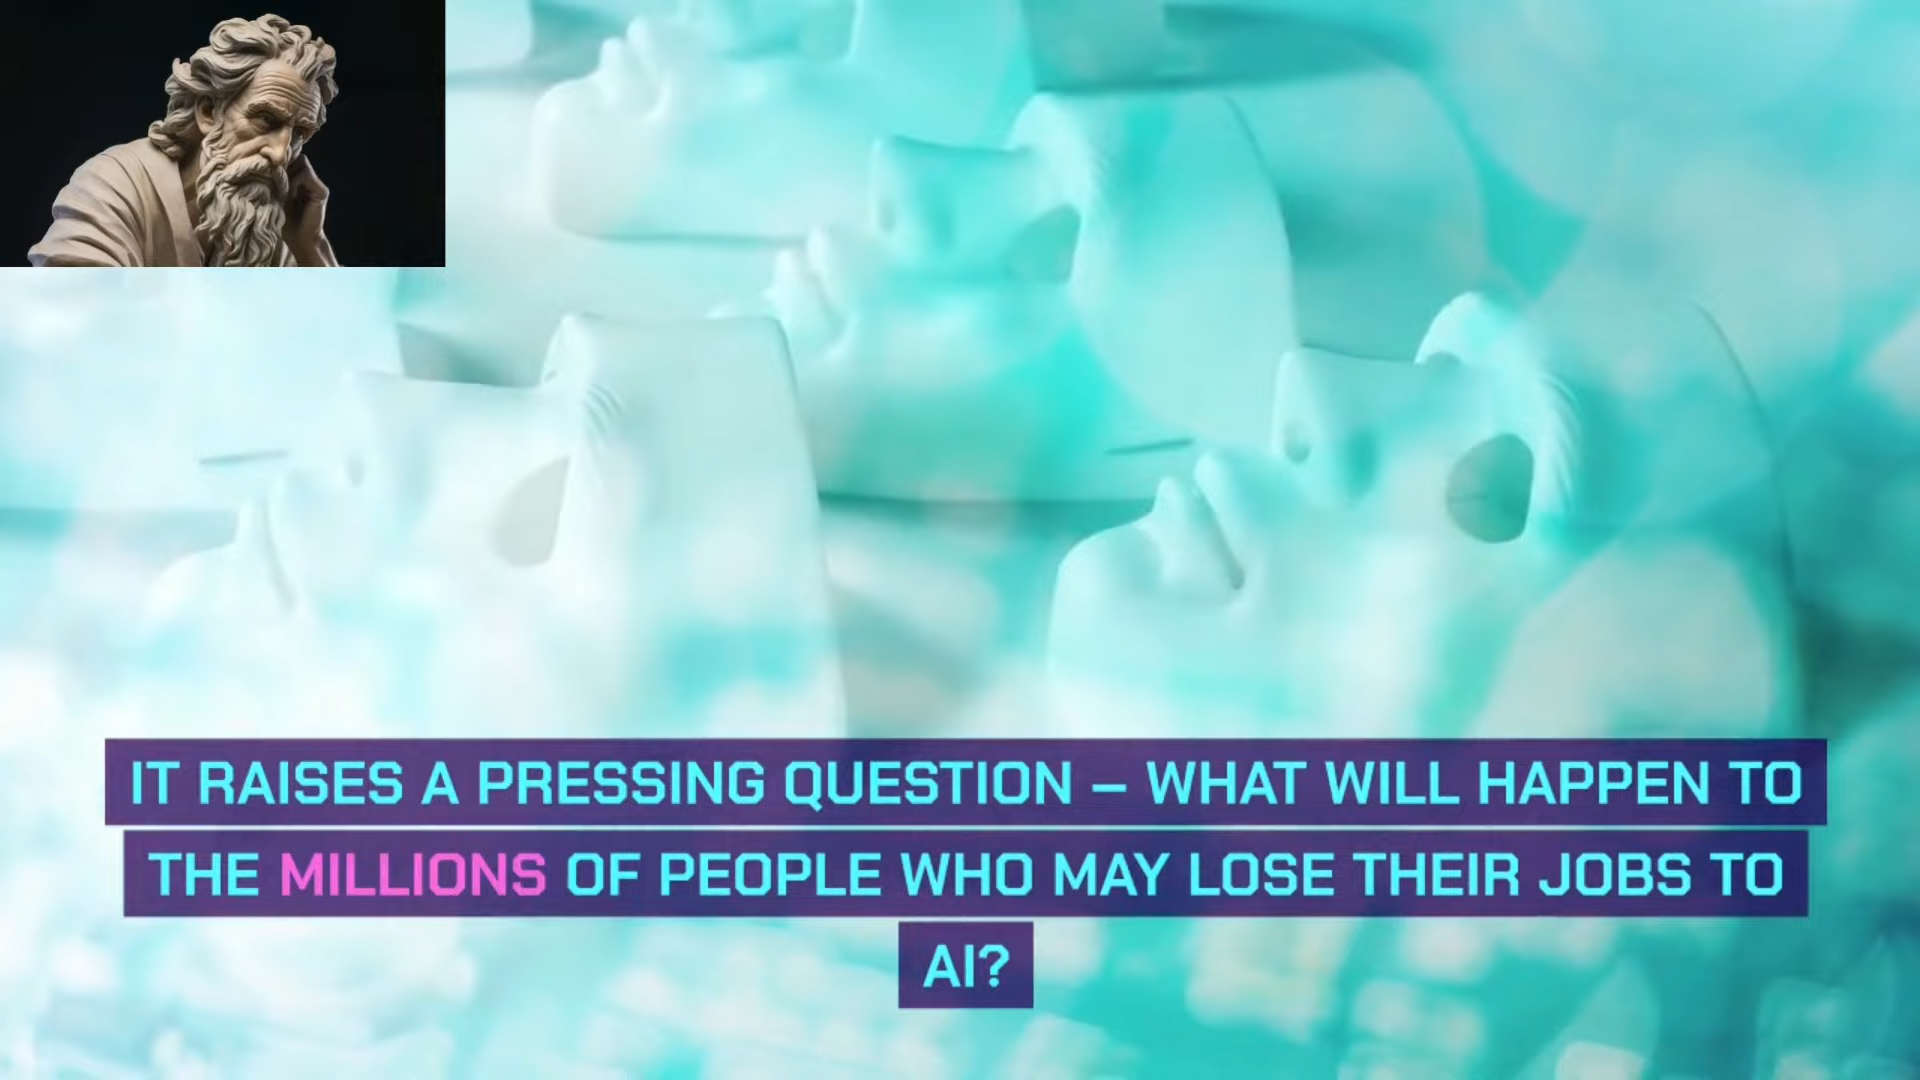 IT RAISES A PRESSING QUESTION – WHAT WILL HAPPEN TO
THE MILLIONS OF PEOPLE WHO MAY LOSE THEIR JOBS TO
AI?